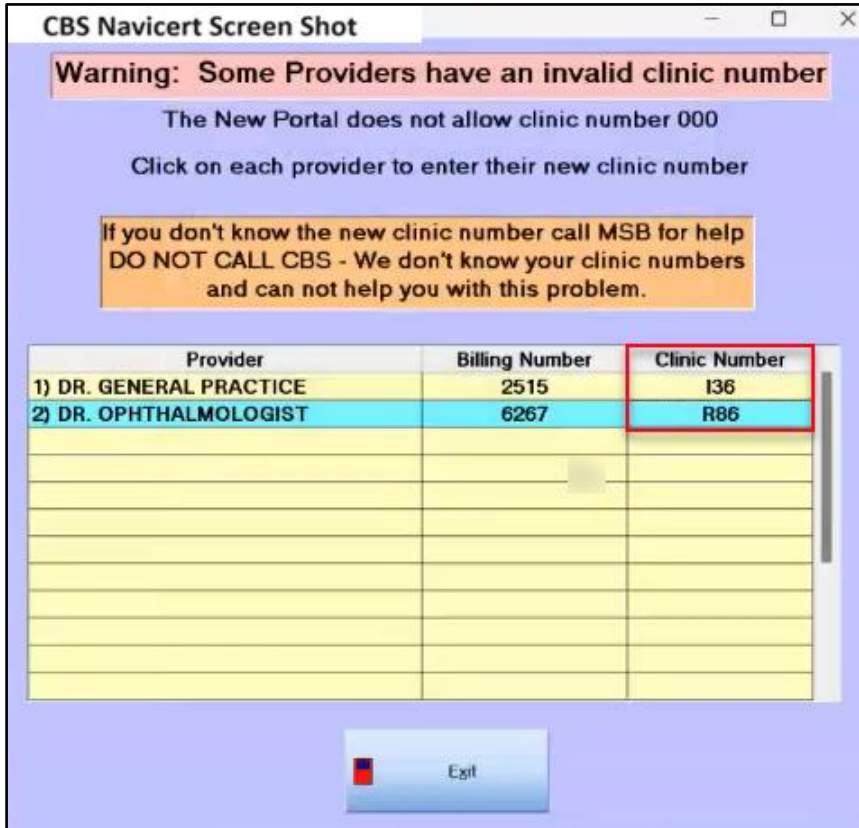 CBS Navicert Screen Shot
Warning: Some Providers have an invalid clinic number
The New Portal does not allow clinic number 000
Click on each provider to enter their new clinic number
If you don't know the new clinic number call MSB for help
DO NOT CALL CBS - We don't know your clinic numbers
and can not help you with this problem.
Provider Billing Number Clinic Number
1) DR. GENERAL PRACTICE 2515 I36
2) DR. OPHTHALMOLOGIST 6267 R86
Exit